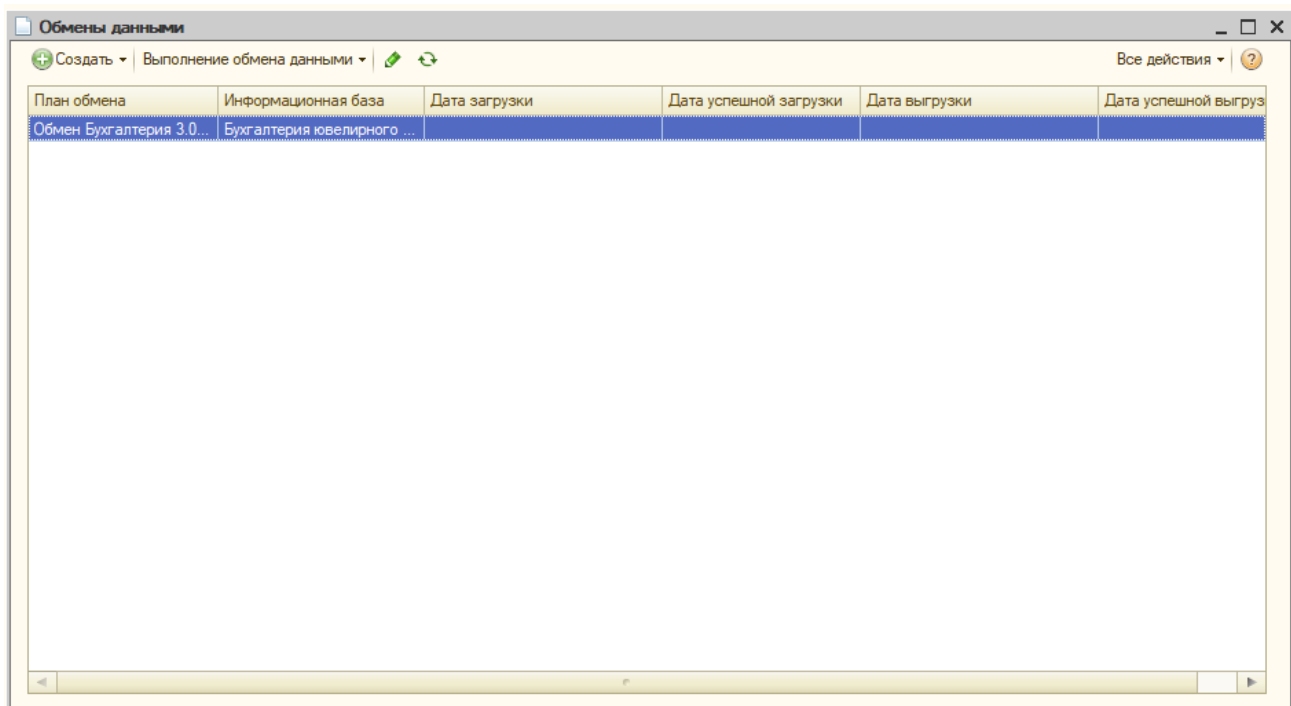 Обмены данными
Создать Выполнение обмена данными Все действия ?
План обмена Информационная база Дата загрузки Дата успешной загрузки Дата выгрузки Дата успешной выгруз
Обмен Бухгалтерия 3.0... Бухгалтерия ювелирного ...